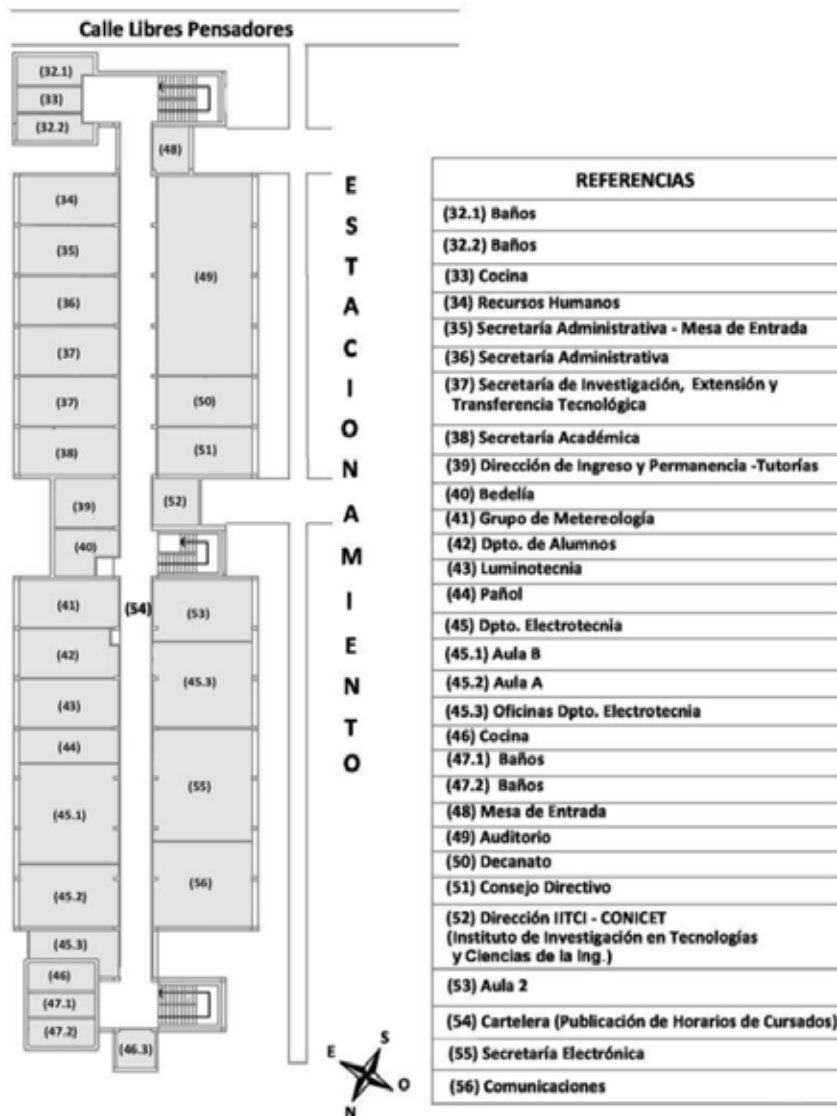 Calle Libres Pensadores
(32.1)
(33)
(32.2)
(48)
(34)
(35)
(49)
(36)
(37)
(37)
(50)
(38)
(51)
(39)
(52)
(40)
(41)
(54)
(53)
(42)
(45.3)
(43)
(44)
(55)
(45.1)
(56)
(45.2)
(45.3)
(46)
(47.1)
(47.2)
(46.3)
ESTACIONAMIENTO
E
S
O
N
REFERENCIAS
(32.1) Baños
(32.2) Baños
(33) Cocina
(34) Recursos Humanos
(35) Secretaría Administrativa - Mesa de Entrada
(36) Secretaría Administrativa
(37) Secretaría de Investigación, Extensión y
Transferencia Tecnológica
(38) Secretaría Académica
(39) Dirección de Ingreso y Permanencia -Tutorías
(40) Bedelía
(41) Grupo de Metereología
(42) Dpto. de Alumnos
(43) Luminotecnia
(44) Pañol
(45) Dpto. Electrotecnia
(45.1) Aula B
(45.2) Aula A
(45.3) Oficinas Dpto. Electrotecnia
(46) Cocina
(47.1) Baños
(47.2) Baños
(48) Mesa de Entrada
(49) Auditorio
(50) Decanato
(51) Consejo Directivo
(52) Dirección IITCI - CONICET
(Instituto de Investigación en Tecnologías
y Ciencias de la Ing.)
(53) Aula 2
(54) Cartelera (Publicación de Horarios de Cursados)
(55) Secretaría Electrónica
(56) Comunicaciones